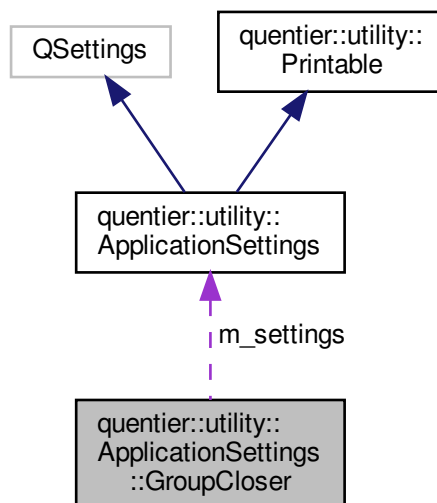 QSettings
quentier::utility::
Printable
quentier::utility::
ApplicationSettings
m_settings
quentier::utility::
ApplicationSettings
::GroupCloser